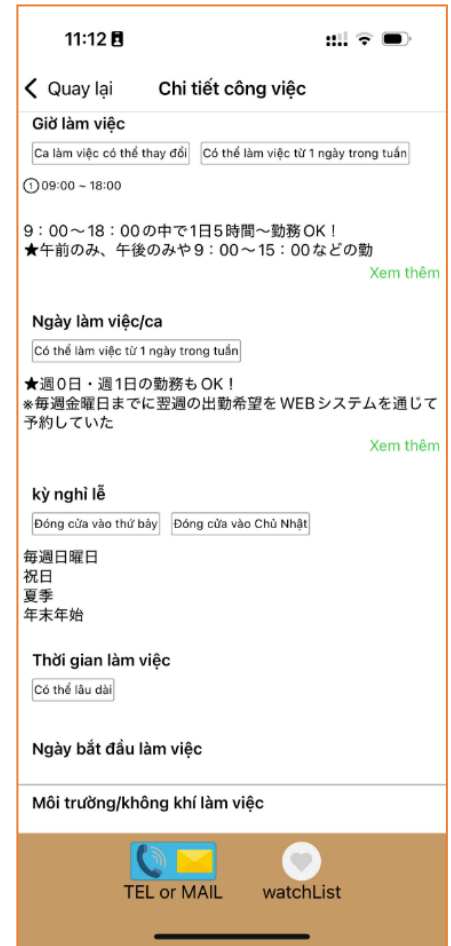 11:12
Quay lại Chi tiết công việc
Giờ làm việc
Ca làm việc có thể thay đổi Có thể làm việc từ 1 ngày trong tuần
①09:00 ~ 18:00
9：00～18：00の中で1日5時間～勤務OK！
★午前のみ、午後のみや9：00～15：00などの勤
Xem thêm
Ngày làm việc/ca
Có thể làm việc từ 1 ngày trong tuần
★週0日・週1日の勤務もOK！
※毎週金曜日までに翌週の出勤希望をWEBシステムを通じて
予約していた
Xem thêm
kỳ nghỉ lễ
Đóng cửa vào thứ bảy Đóng cửa vào Chủ Nhật
毎週日曜日
祝日
夏季
年末年始
Thời gian làm việc
Có thể lâu dài
Ngày bắt đầu làm việc
Môi trường/không khí làm việc
TEL or MAIL watchList